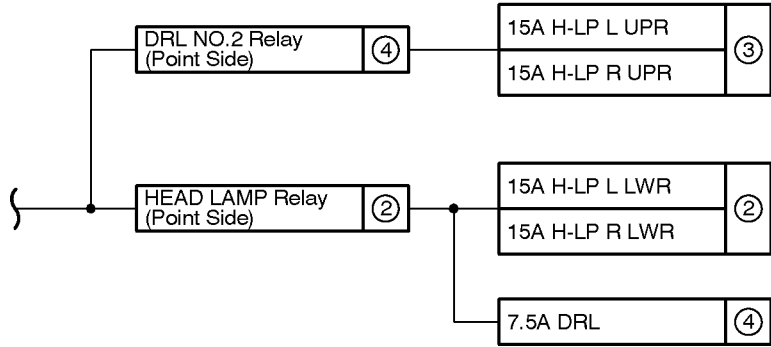 DRL NO.2 Relay
(Point Side)
④
15A H-LP L UPR
15A H-LP R UPR
③
HEAD LAMP Relay
(Point Side)
②
15A H-LP L LWR
15A H-LP R LWR
②
7.5A DRL
④